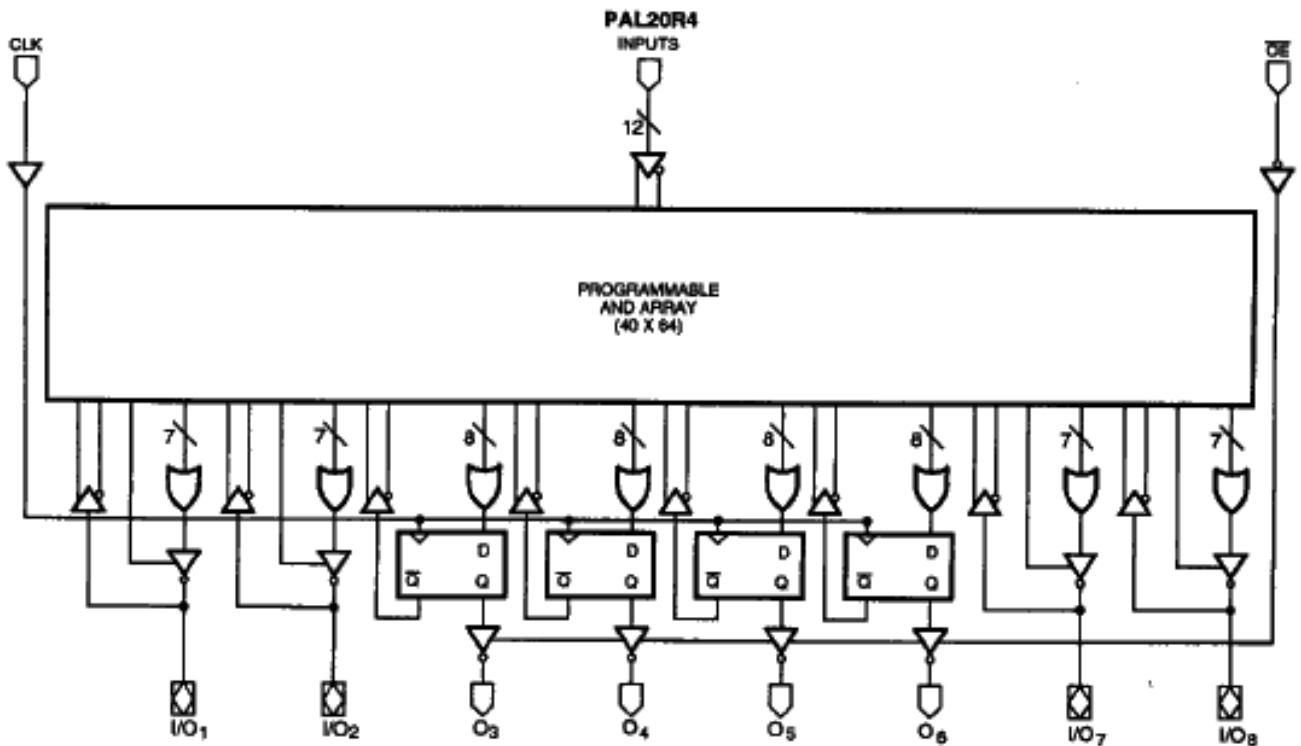 PAL20R4
CLK
INPUTS
OE
12
PROGRAMMABLE
AND ARRAY
(40 X 64)
7 7 8 8 8 8 7 7
D D D D
Q Q Q Q Q Q Q Q
I/O1 I/O2 O3 O4 O5 O6 I/O7 I/O8